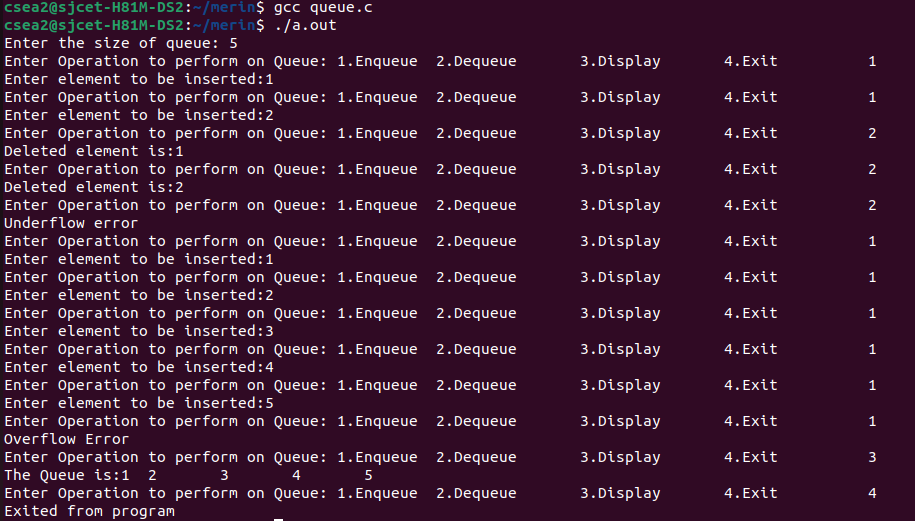 csea2@sjcet-H81M-DS2:~/merin$ gcc queue.c
csea2@sjcet-H81M-DS2:~/merin$ ./a.out
Enter the size of queue: 5
Enter Operation to perform on Queue: 1.Enqueue  2.Dequeue       3.Display       4.Exit          1
Enter element to be inserted:1
Enter Operation to perform on Queue: 1.Enqueue  2.Dequeue       3.Display       4.Exit          1
Enter element to be inserted:2
Enter Operation to perform on Queue: 1.Enqueue  2.Dequeue       3.Display       4.Exit          2
Deleted element is:1
Enter Operation to perform on Queue: 1.Enqueue  2.Dequeue       3.Display       4.Exit          2
Deleted element is:2
Enter Operation to perform on Queue: 1.Enqueue  2.Dequeue       3.Display       4.Exit          2
Underflow error
Enter Operation to perform on Queue: 1.Enqueue  2.Dequeue       3.Display       4.Exit          1
Enter element to be inserted:1
Enter Operation to perform on Queue: 1.Enqueue  2.Dequeue       3.Display       4.Exit          1
Enter element to be inserted:2
Enter Operation to perform on Queue: 1.Enqueue  2.Dequeue       3.Display       4.Exit          1
Enter element to be inserted:3
Enter Operation to perform on Queue: 1.Enqueue  2.Dequeue       3.Display       4.Exit          1
Enter element to be inserted:4
Enter Operation to perform on Queue: 1.Enqueue  2.Dequeue       3.Display       4.Exit          1
Enter element to be inserted:5
Enter Operation to perform on Queue: 1.Enqueue  2.Dequeue       3.Display       4.Exit          1
Overflow Error
Enter Operation to perform on Queue: 1.Enqueue  2.Dequeue       3.Display       4.Exit          3
The Queue is:1  2       3       4       5
Enter Operation to perform on Queue: 1.Enqueue  2.Dequeue       3.Display       4.Exit          4
Exited from program